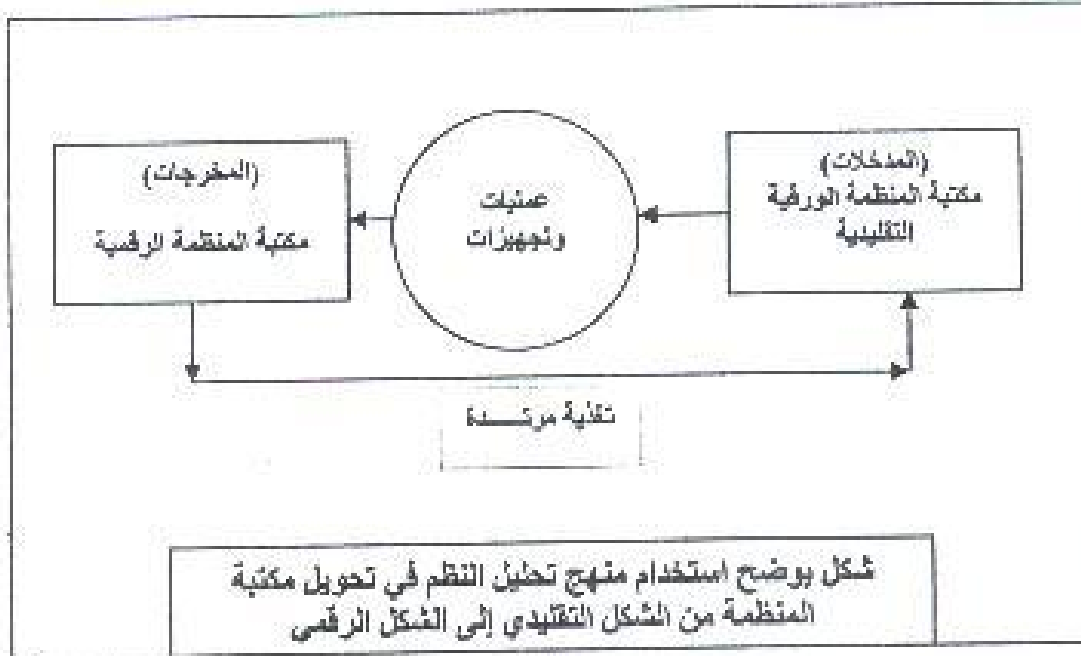 (المدخلات)
مكتبة المنظمة الورقية
التقليدية
عمليات
وتجهيزات
(المخرجات)
مكتبة المنظمة الرقمية
تغذية مرتـــدة
شكل يوضح استخدام منهج تحليل النظم في تحويل مكتبة
المنظمة من الشكل التقليدي إلى الشكل الرقمي